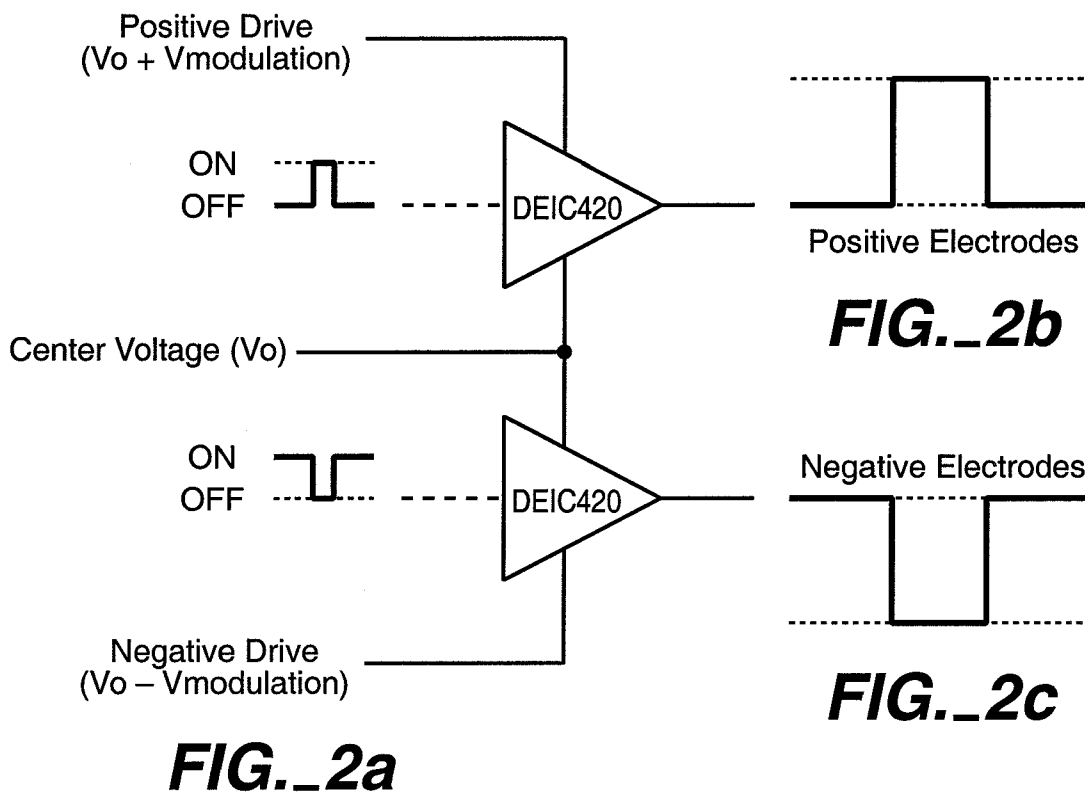 Positive Drive
(Vo + Vmodulation)
ON
OFF
DEIC420
Positive Electrodes
FIG._2b
Center Voltage (Vo)
ON
OFF
DEIC420
Negative Electrodes
Negative Drive
(Vo – Vmodulation)
FIG._2c
FIG._2a